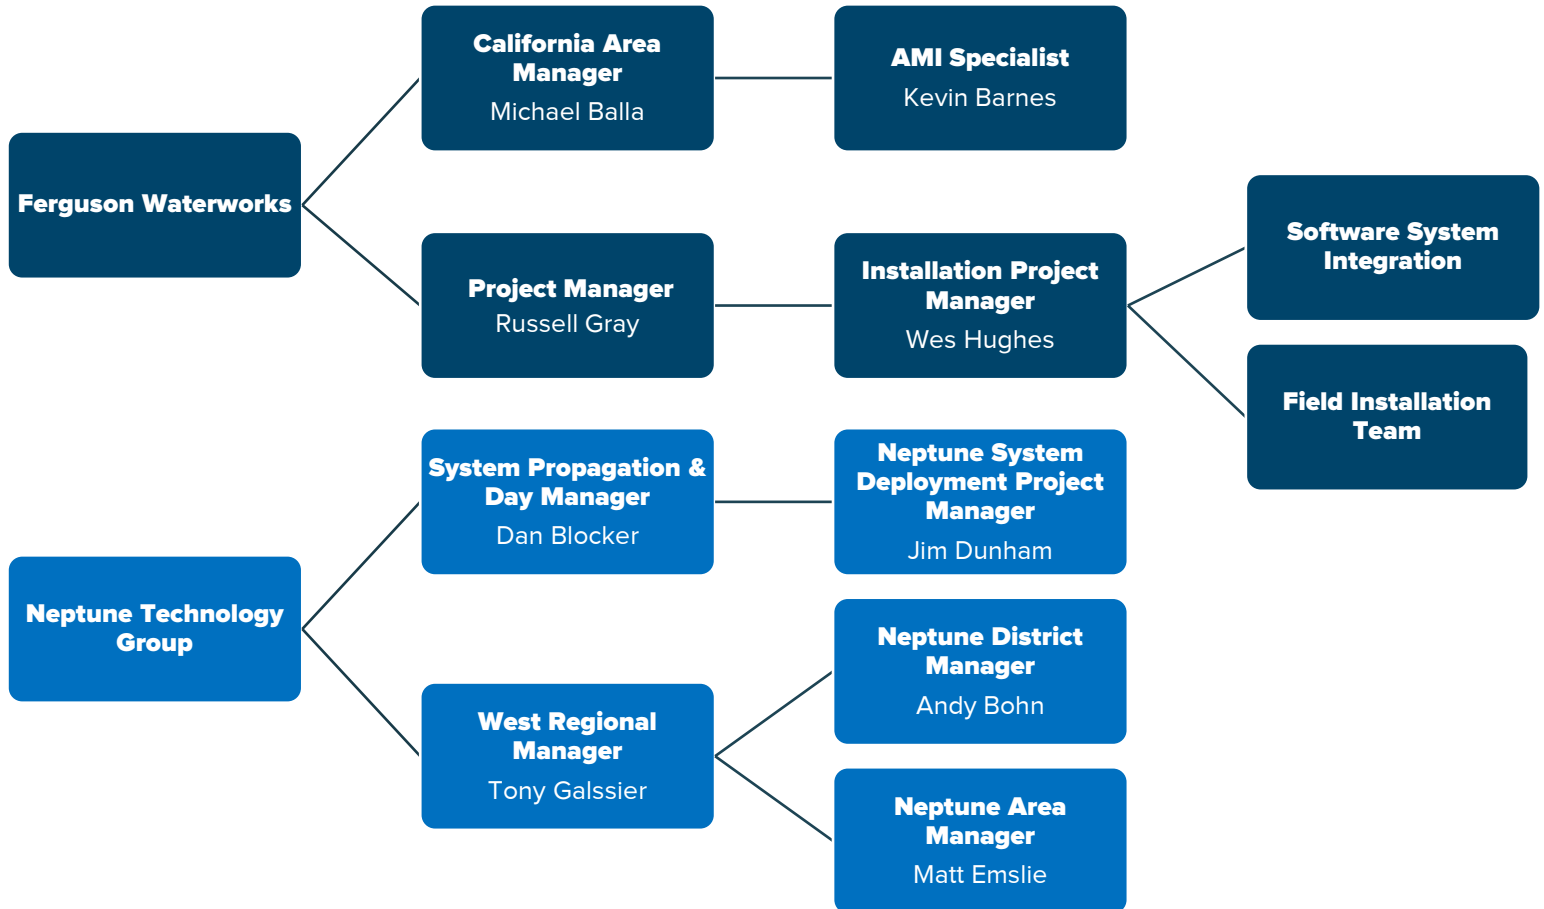 Ferguson Waterworks
California Area
Manager
Michael Balla
AMI Specialist
Kevin Barnes
Project Manager
Russell Gray
Installation Project
Manager
Wes Hughes
Software System
Integration
Field Installation
Team
Neptune Technology
Group
System Propagation &
Day Manager
Dan Blocker
Neptune System
Deployment Project
Manager
Jim Dunham
West Regional
Manager
Tony Galssier
Neptune District
Manager
Andy Bohn
Neptune Area
Manager
Matt Emslie